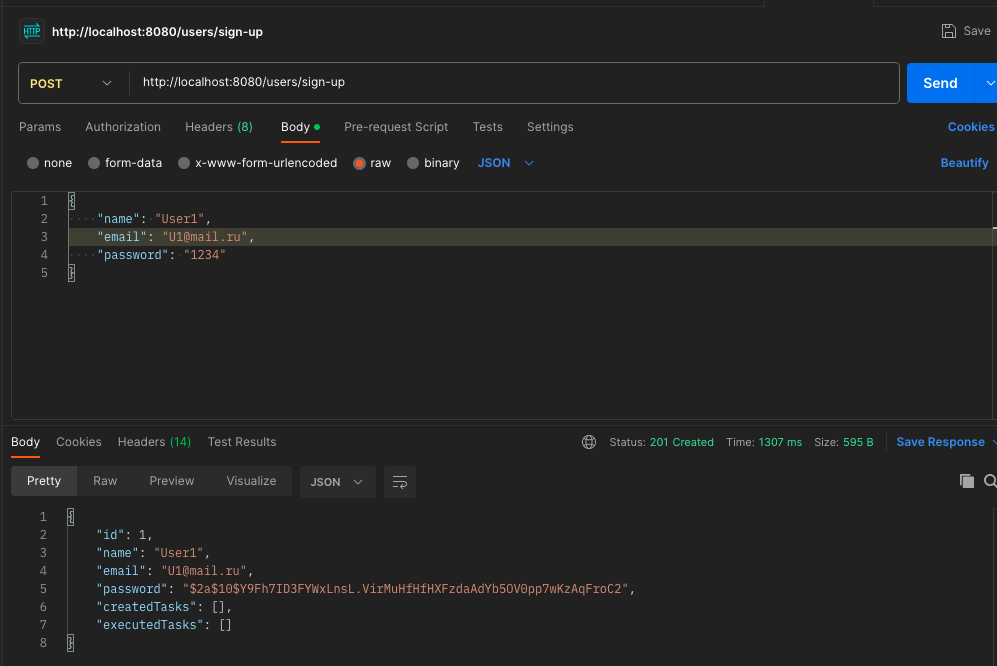 HTTP http://localhost:8080/users/sign-up Save
POST http://localhost:8080/users/sign-up Send
Params Authorization Headers (8) Body Pre-request Script Tests Settings Cookies
none form-data x-www-form-urlencoded raw binary JSON Beautify
1 {
2 "name": "User1",
3 "email": "U1@mail.ru",
4 "password": "1234"
5 }
Body Cookies Headers (14) Test Results Status: 201 Created Time: 1307 ms Size: 595 B Save Response
Pretty Raw Preview Visualize JSON
1 {
2 "id": 1,
3 "name": "User1",
4 "email": "U1@mail.ru",
5 "password": "$2a$10$Y9Fh7ID3FYWxLnsL.VirMuHfHfHXFzdaAdYb5OV0pp7wKzAqFroC2",
6 "createdTasks": [],
7 "executedTasks": []
8 }